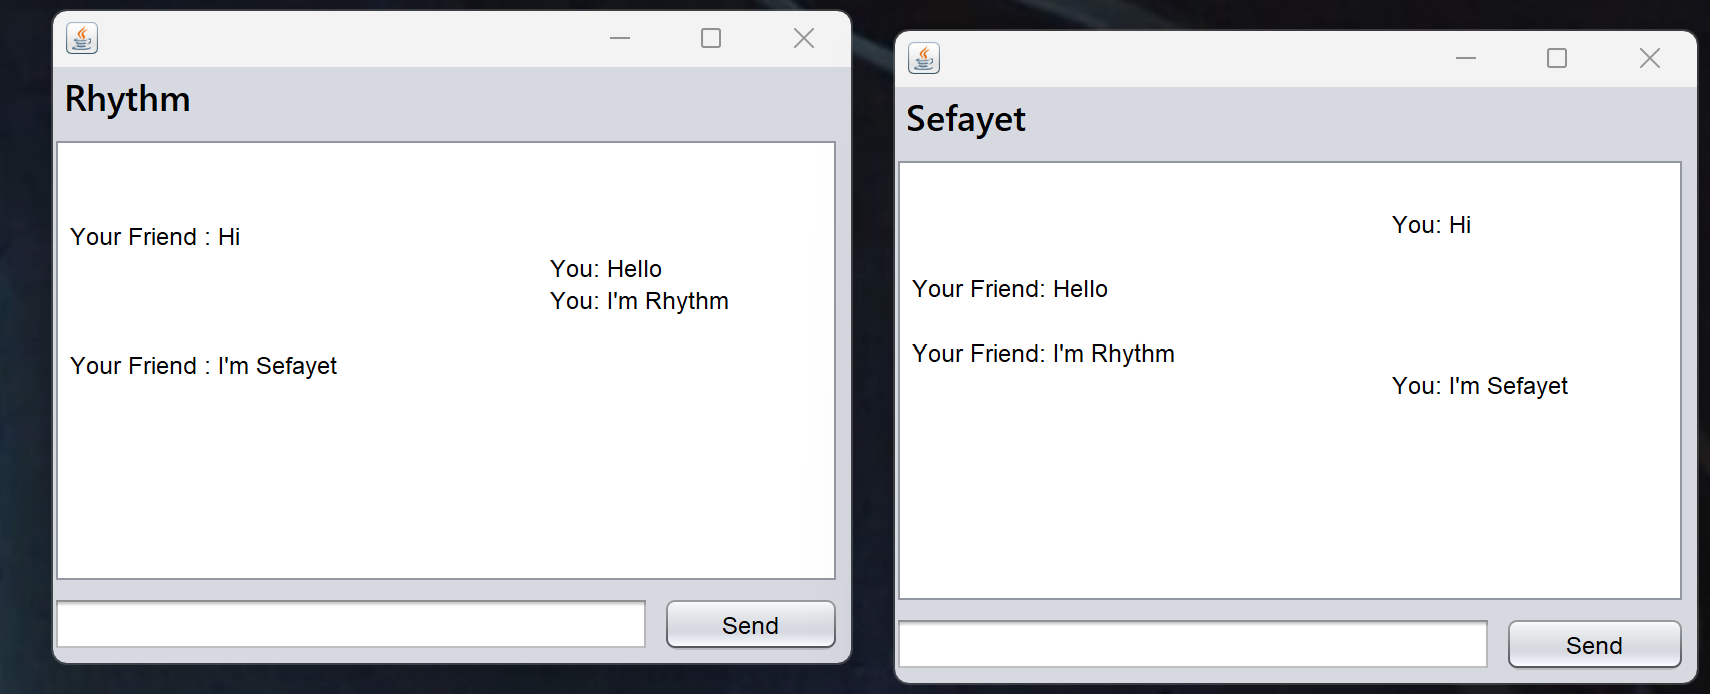 Rhythm
Your Friend : Hi
You: Hello
You: I'm Rhythm
Your Friend : I'm Sefayet
Send
Sefayet
You: Hi
Your Friend: Hello
Your Friend: I'm Rhythm
You: I'm Sefayet
Send